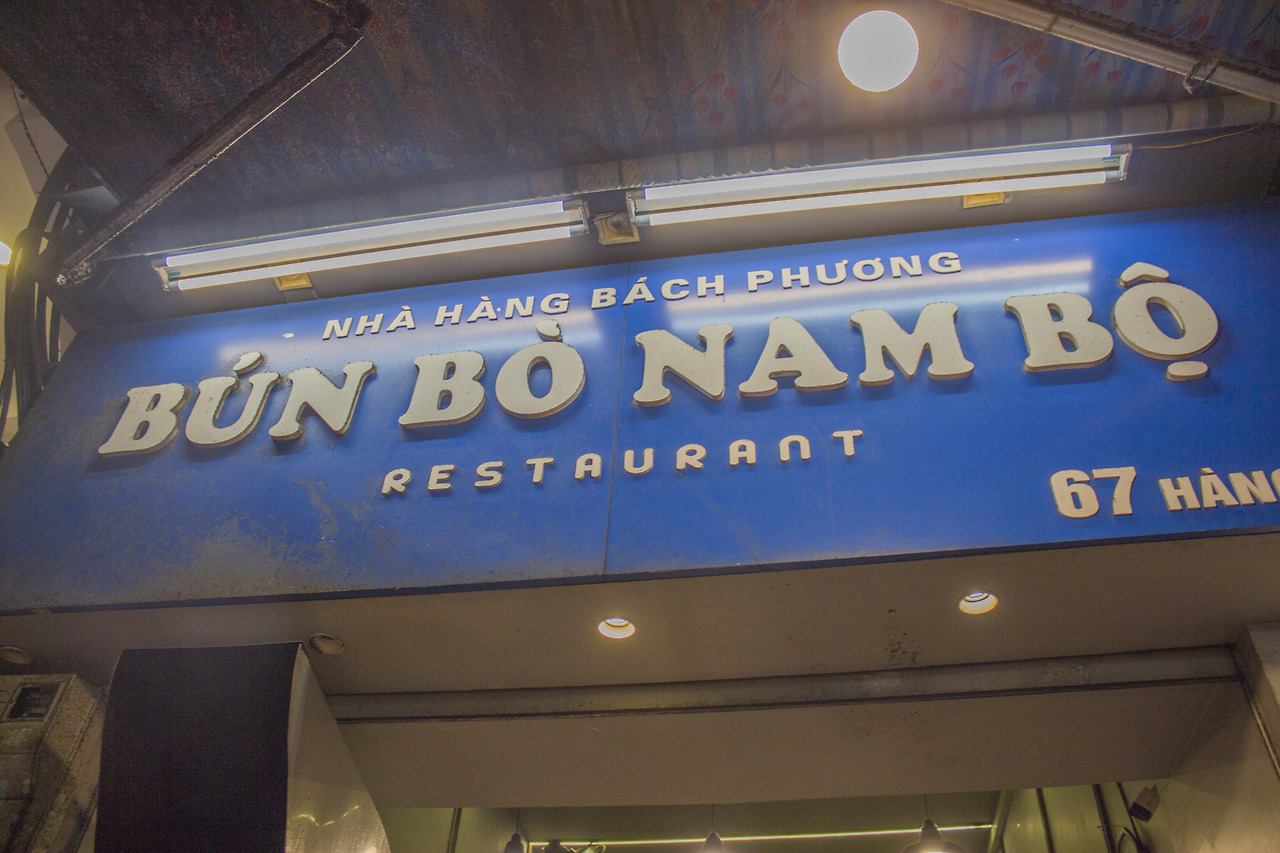 NHÀ HÀNG BÁCH PHƯƠNG
BÚN BÒ NAM BỘ
RESTAURANT
67 HÀNG